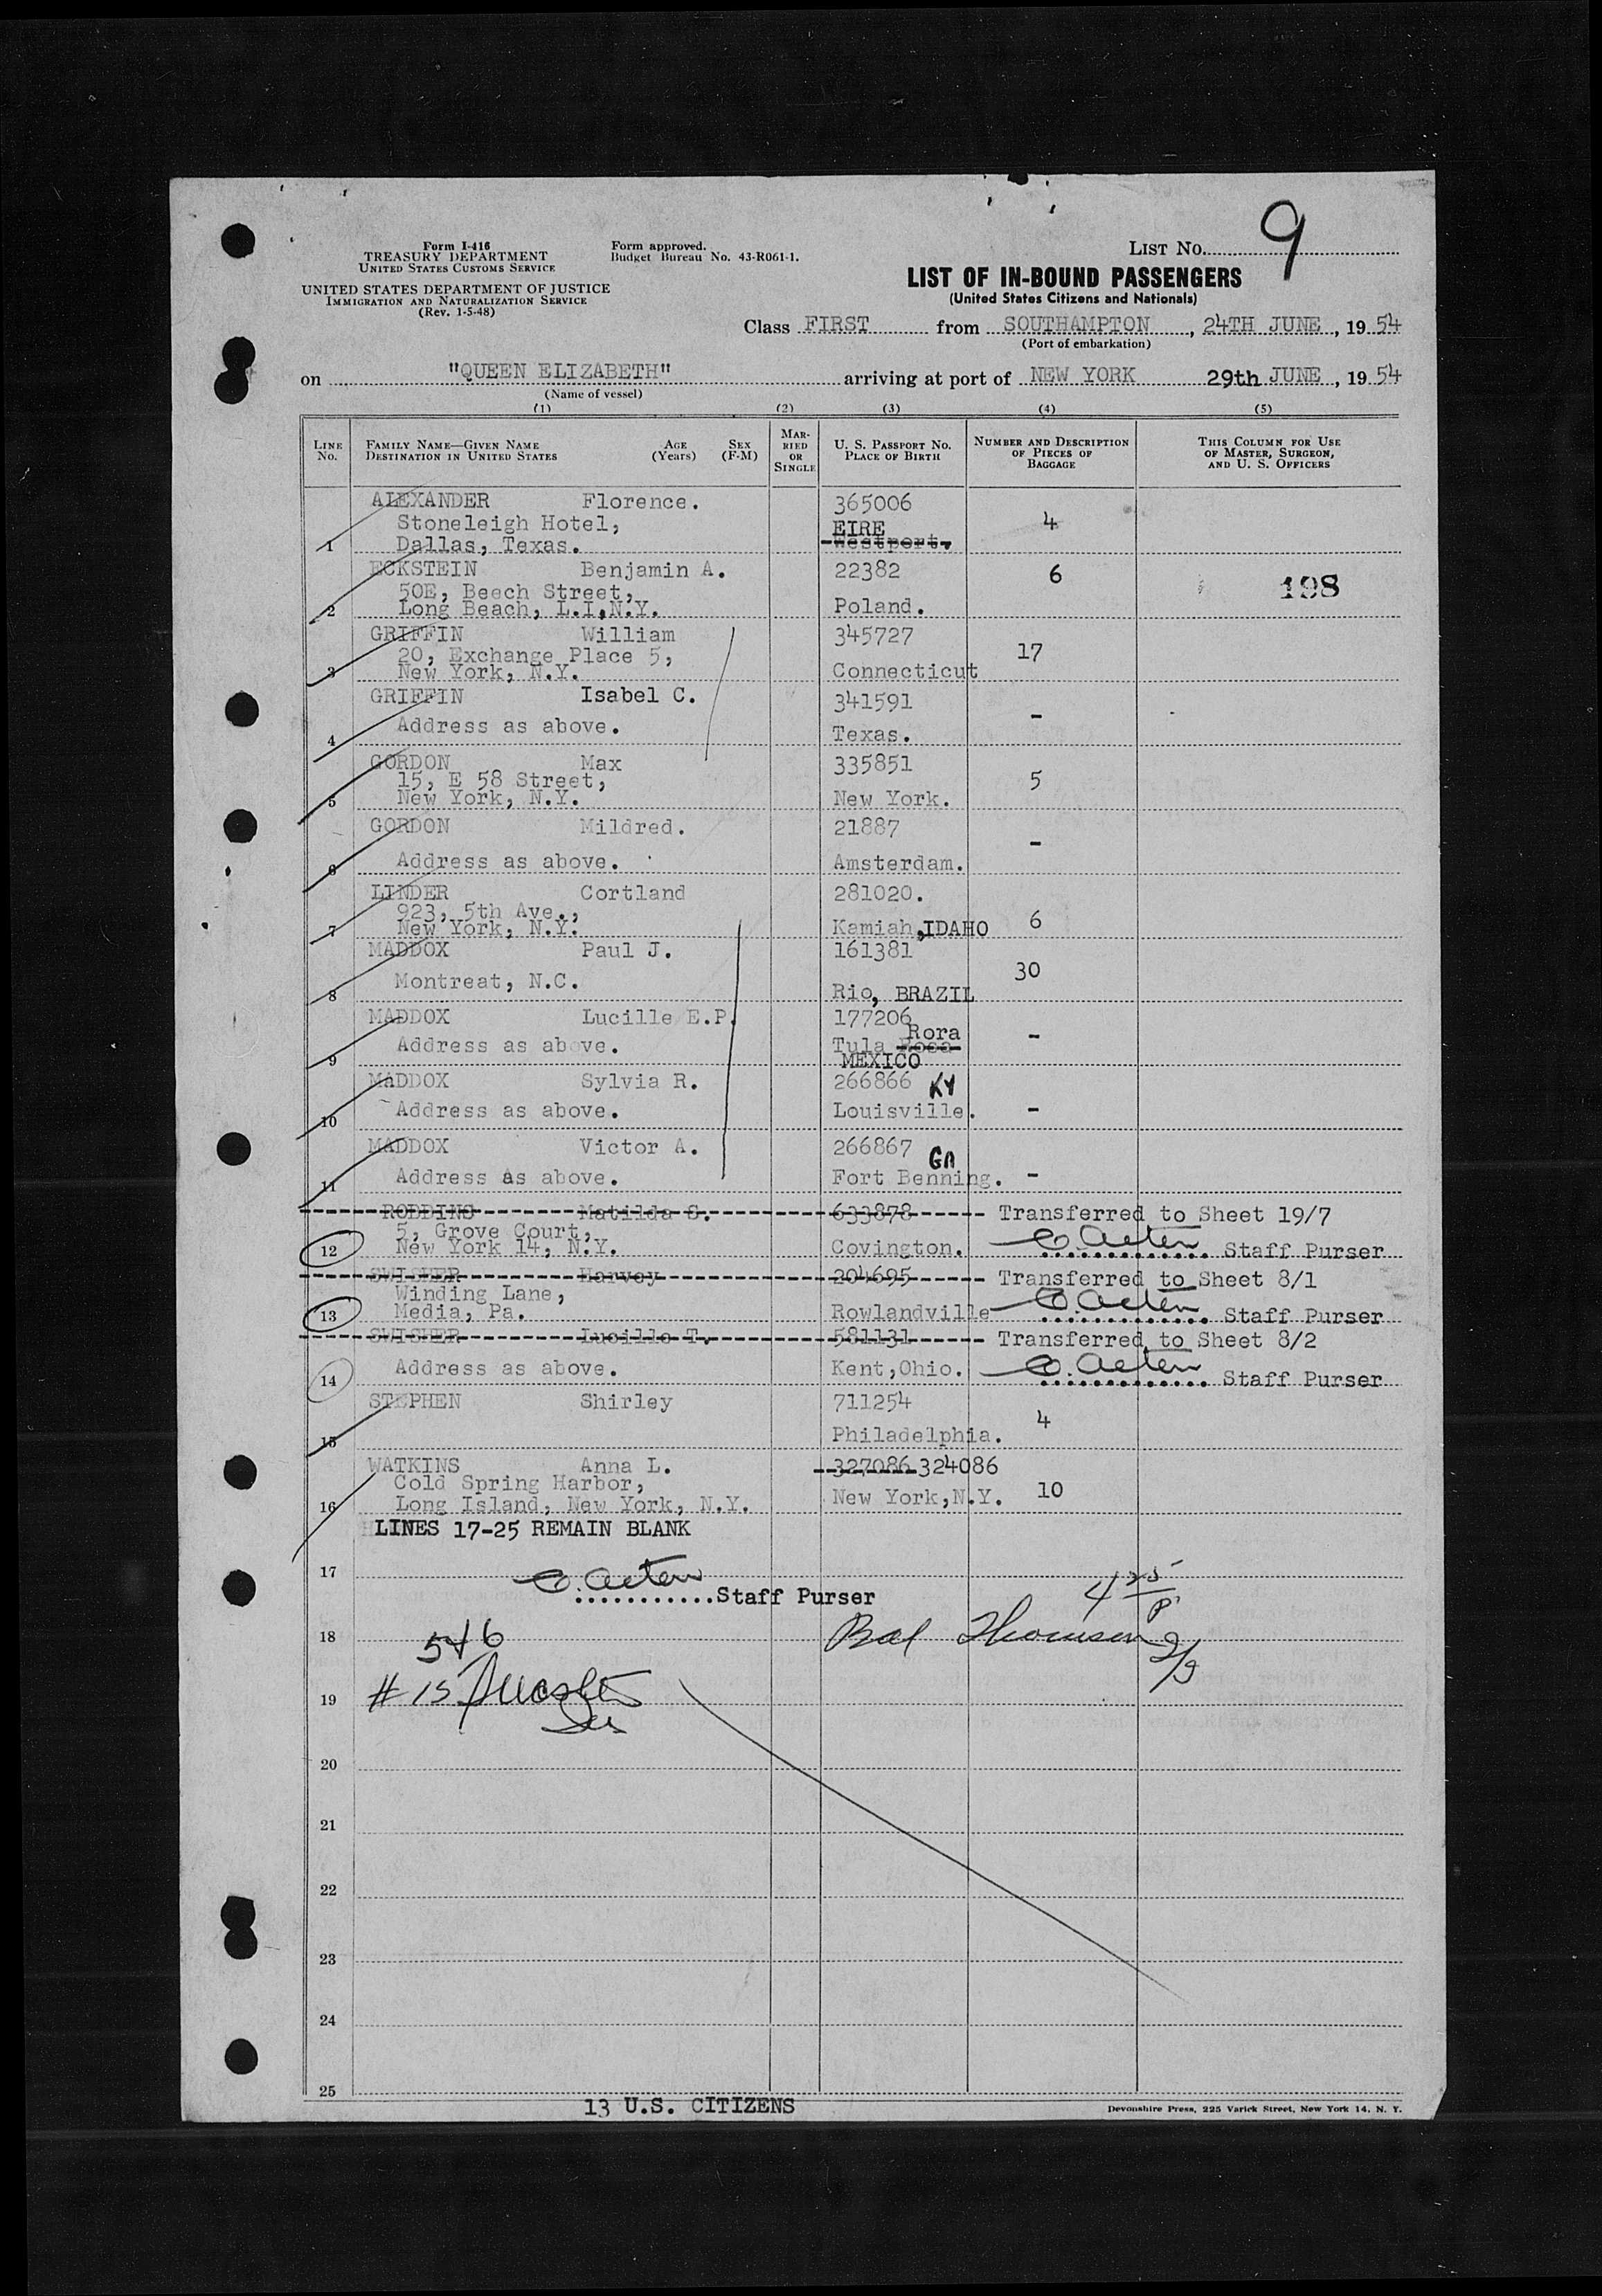 9
Form I-416
TREASURY DEPARTMENT
UNITED STATES CUSTOMS SERVICE
UNITED STATES DEPARTMENT OF JUSTICE
IMMIGRATION AND NATURALIZATION SERVICE
(Rev. 1-5-48)
Form approved.
Budget Bureau No. 43-R061-1.
LIST NO.
LIST OF IN-BOUND PASSENGERS
(United States Citizens and Nationals)
Class FIRST from SOUTHAMPTON, 24TH JUNE, 1954
(Port of embarkation)
on "QUEEN ELIZABETH" arriving at port of NEW YORK 29th JUNE, 1954
(Name of vessel)
(1) (2) (3) (4) (5)
LINE NO.
FAMILY NAME—GIVEN NAME
DESTINATION IN UNITED STATES
AGE (Years)
SEX (F-M)
MARRIED OR SINGLE
U. S. PASSPORT NO.
PLACE OF BIRTH
NUMBER AND DESCRIPTION
OF PIECES OF
BAGGAGE
THIS COLUMN FOR USE
OF MASTER, SURGEON,
AND U. S. OFFICERS
ALEXANDER Florence. 365006
Stoneleigh Hotel, EIRE 4
1 Dallas, Texas. Westport.
ECKSTEIN Benjamin A. 22382 6
50E, Beech Street, 198
2 Long Beach, L.I,N.Y. Poland.
GRIFFIN William 345727
20, Exchange Place 5, 17
3 New York, N.Y. Connecticut
GRIFFIN Isabel C. 341591
Address as above. -
4 Texas.
GORDON Max 335851
15, E 58 Street, 5
5 New York, N.Y. New York.
GORDON Mildred. 21887
-
6 Address as above. Amsterdam.
LINDER Cortland 281020.
923, 5th Ave., 6
7 New York, N.Y. Kamiah, IDAHO
MADDOX Paul J. 161381
Montreat, N.C. 30
8 Rio, BRAZIL
MADDOX Lucille E.P. 177206
Rora
9 Address as above. Tula Rosa -
MEXICO
MADDOX Sylvia R. 266866 KY
10 Address as above. Louisville. -
MADDOX Victor A. 266867 GA
11 Address as above. Fort Benning. -
RODDINS Matilda S. 633878 Transferred to Sheet 19/7
5, Grove Court,
12 New York 14, N.Y. Covington. Staff Purser
SWISHER Harvey 204695 Transferred to Sheet 8/1
Winding Lane,
13 Media, Pa. Rowlandville Staff Purser
SWISHER Lucille T. 581131 Transferred to Sheet 8/2
14 Address as above. Kent,Ohio. Staff Purser
STEPHEN Shirley 711254
4
15 Philadelphia.
WATKINS Anna L. 327086 324086
Cold Spring Harbor, 10
16 Long Island, New York, N.Y. New York,N.Y.
LINES 17-25 REMAIN BLANK
17
Staff Purser
18
19 # 15
20
21
22
23
24
25
13 U.S. CITIZENS
Devonshire Press, 225 Varick Street, New York 14, N. Y.